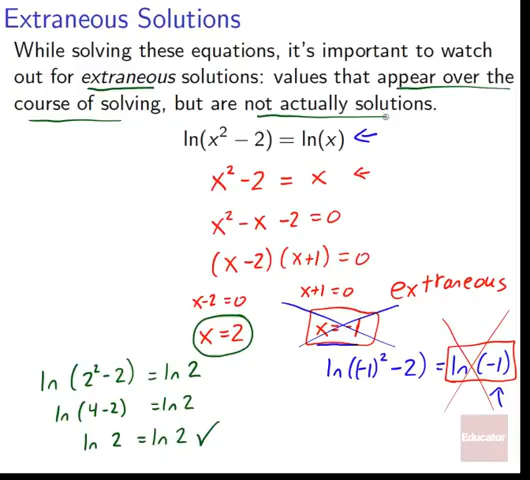 Extraneous Solutions
While solving these equations, it's important to watch
out for extraneous solutions: values that appear over the
course of solving, but are not actually solutions.
ln(x² − 2) = ln(x) ←
x² - 2 = x ←
x² - x - 2 = 0
(x-2) (x+1) = 0
x-2=0 x+1=0 extraneous
x=2 x=-1
ln (2²-2) = ln 2 ln((-1)² - 2) = ln (-1)
ln (4-2) = ln 2 ↑
ln 2 = ln 2 ✓
Educator